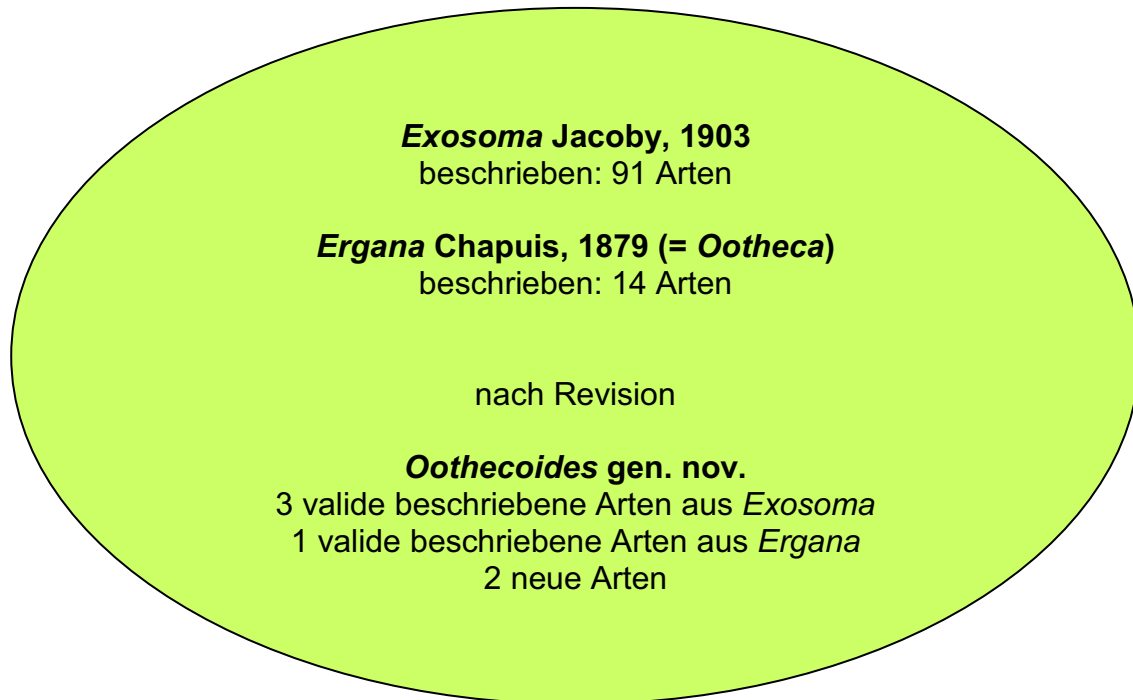 Exosoma Jacoby, 1903
beschrieben: 91 Arten
Ergana Chapuis, 1879 (= Ootheca)
beschrieben: 14 Arten
nach Revision
Oothecoides gen. nov.
3 valide beschriebene Arten aus Exosoma
1 valide beschriebene Arten aus Ergana
2 neue Arten